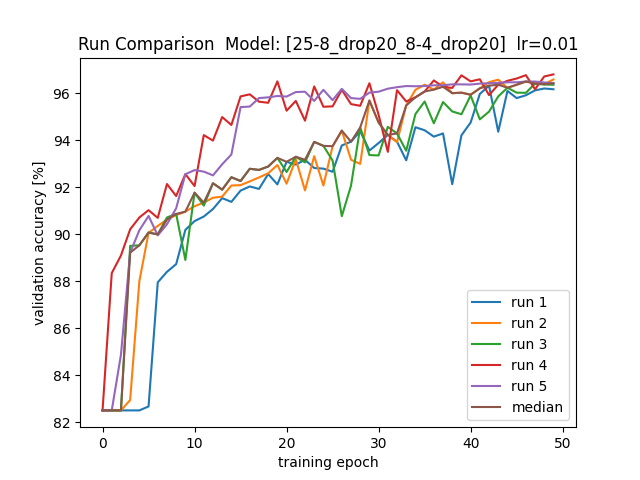 Run Comparison  Model: [25-8_drop20_8-4_drop20]  lr=0.01
validation accuracy [%]
96
94
92
90
88
86
84
82
0 10 20 30 40 50
training epoch
run 1
run 2
run 3
run 4
run 5
median